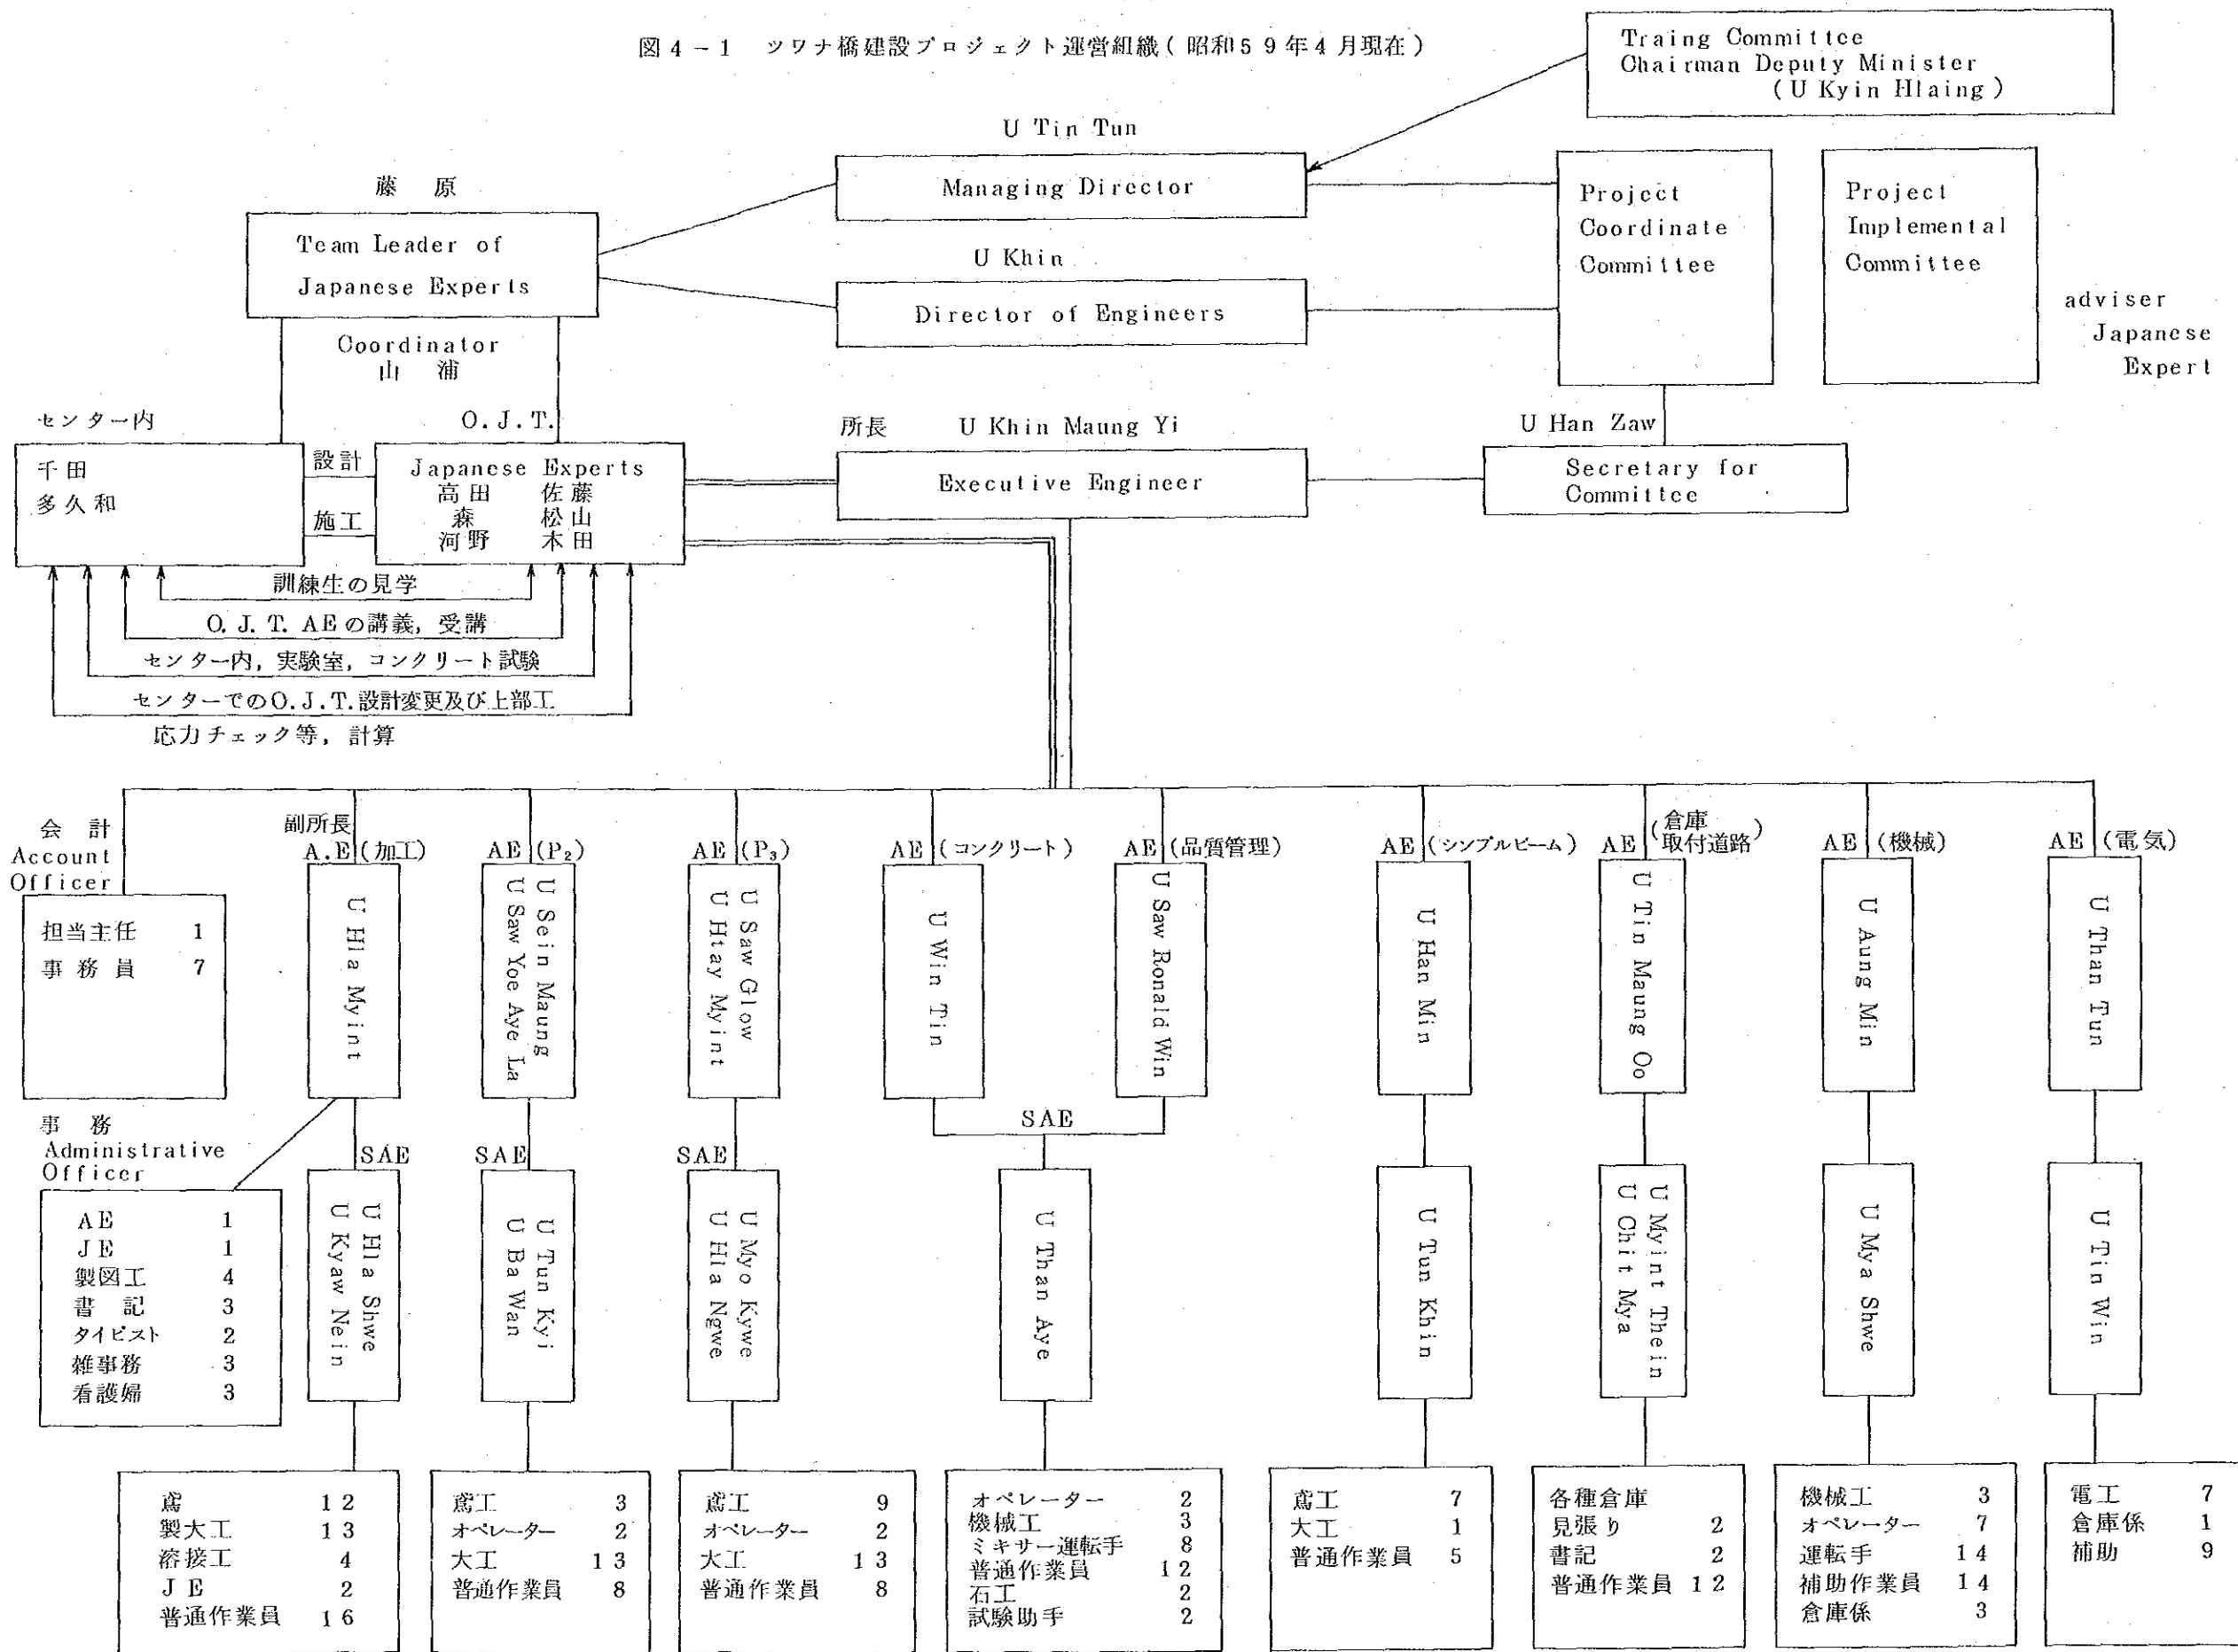 図4-1 ツワナ橋建設プロジェクト運営組織(昭和59年4月現在)
Traing Committee
Chairman Deputy Minister
(U Kyin Hlaing)
U Tin Tun
Managing Director
藤 原
Team Leader of
Japanese Experts
U Khin
Director of Engineers
Project
Coordinate
Committee
Project
Implemental
Committee
adviser
Japanese
Expert
Coordinator
山 浦
センター内
千田
多久和
設計
施工
O.J.T.
Japanese Experts
高田 佐藤
森 松山
河野 本田
所長 U Khin Maung Yi
Executive Engineer
U Han Zaw
Secretary for
Committee
訓練生の見学
O.J.T. AEの講義,受講
センター内,実験室,コンクリート試験
センターでのO.J.T.設計変更及び上部工
応力チェック等,計算
会 計
Account
Officer
担当主任 1
事務員 7
副所長
A.E(加工)
U Hla Myint
AE(P₂)
U Sein Maung
U Saw Yoe Aye La
AE(P₃)
U Saw Glow
U Htay Myint
AE(コンクリート)
U Win Tin
AE(品質管理)
U Saw Ronald Win
AE(シンプルビーム)
U Han Min
AE(倉庫
取付道路)
U Tin Maung Oo
AE(機械)
U Aung Min
AE(電気)
U Than Tun
事 務
Administrative
Officer
AE 1
JE 1
製図工 4
書 記 3
タイピスト 2
雑事務 3
看護婦 3
SAE
U Hla Shwe
U Kyaw Nein
SAE
U Tun Kyi
U Ba Wan
SAE
U Myo Kywe
U Hla Ngwe
SAE
U Than Aye
U Tun Khin
U Myint Thein
U Chit Mya
U Mya Shwe
U Tin Win
鳶 12
製大工 13
溶接工 4
JE 2
普通作業員 16
鳶工 3
オペレーター 2
大工 13
普通作業員 8
鳶工 9
オペレーター 2
大工 13
普通作業員 8
オペレーター 2
機械工 3
ミキサー運転手 8
普通作業員 12
石工 2
試験助手 2
鳶工 7
大工 1
普通作業員 5
各種倉庫
見張り 2
書記 2
普通作業員 12
機械工 3
オペレーター 7
運転手 14
補助作業員 14
倉庫係 3
電工 7
倉庫係 1
補助 9